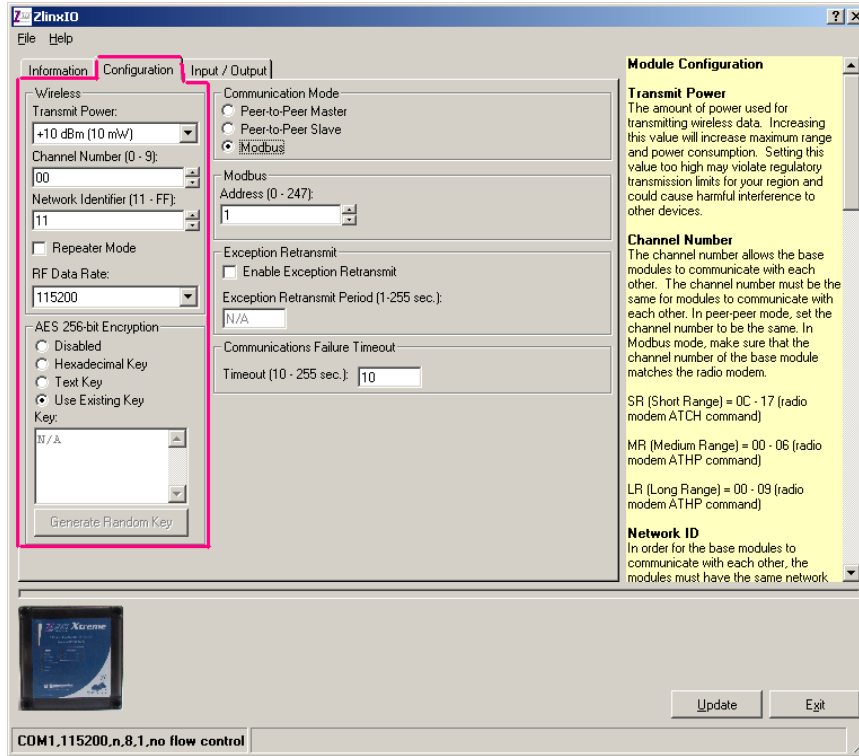 ZlinxIO
File Help
Information Configuration Input / Output
Wireless
Transmit Power:
+10 dBm (10 mW)
Channel Number (0 - 9):
00
Network Identifier (11 - FF):
11
Repeater Mode
RF Data Rate:
115200
AES 256-bit Encryption
Disabled
Hexadecimal Key
Text Key
Use Existing Key
Key:
N/A
Generate Random Key
Communication Mode
Peer-to-Peer Master
Peer-to-Peer Slave
Modbus
Modbus
Address (0 - 247):
1
Exception Retransmit
Enable Exception Retransmit
Exception Retransmit Period (1-255 sec.):
N/A
Communications Failure Timeout
Timeout (10 - 255 sec.): 10
Module Configuration
Transmit Power
The amount of power used for
transmitting wireless data. Increasing
this value will increase maximum range
and power consumption. Setting this
value too high may violate regulatory
transmission limits for your region and
could cause harmful interference to
other devices.
Channel Number
The channel number allows the base
modules to communicate with each
other. The channel number must be the
same for modules to communicate with
each other. In peer-peer mode, set the
channel number to be the same. In
Modbus mode, make sure that the
channel number of the base module
matches the radio modem.
SR (Short Range) = 0C - 17 (radio
modem ATCH command)
MR (Medium Range) = 00 - 06 (radio
modem ATHP command)
LR (Long Range) = 00 - 09 (radio
modem ATHP command)
Network ID
In order for the base modules to
communicate with each other, the
modules must have the same network
Xtreme
Update Exit
COM1,115200,n,8,1,no flow control